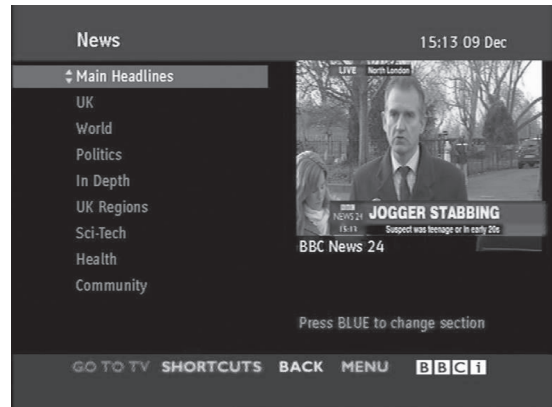 News 15:13 09 Dec
Main Headlines
UK
World
Politics
In Depth
UK Regions
Sci-Tech
Health
Community
LIVE North London
BBC
NEWS 24 JOGGER STABBING
15:13 Suspect was teenage or in early 20s
BBC News 24
Press BLUE to change section
GO TO TV SHORTCUTS BACK MENU BBCi